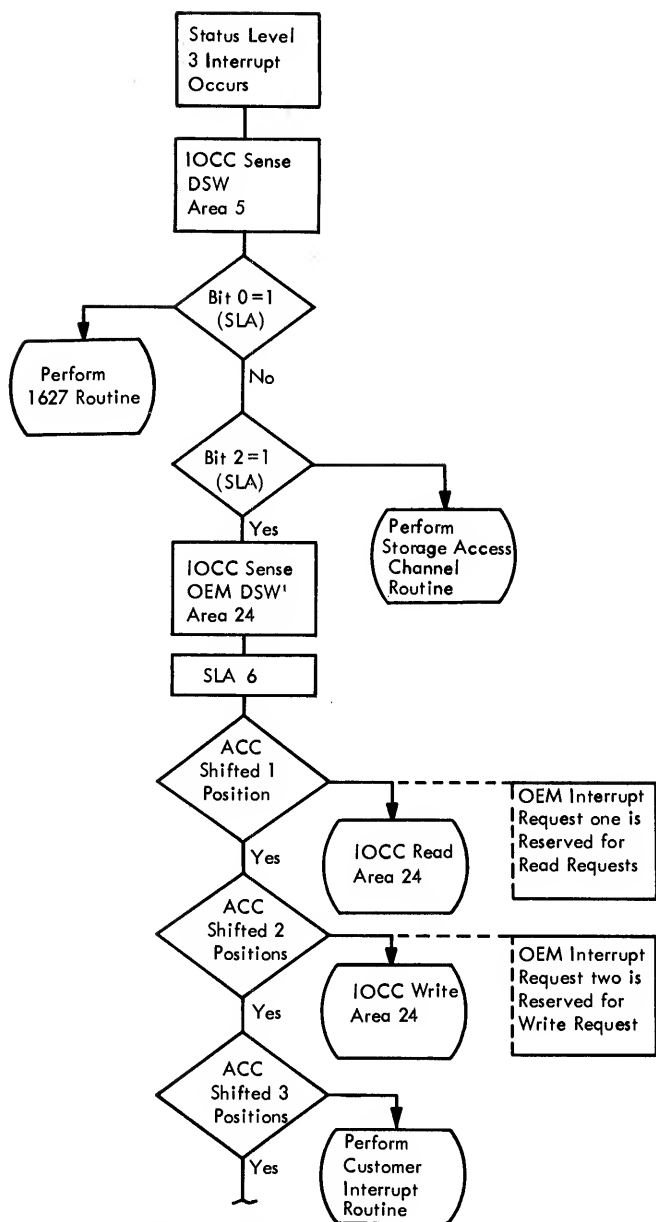 Status Level
3 Interrupt
Occurs
IOCC Sense
DSW
Area 5
Bit 0=1
(SLA)
Perform
1627 Routine
No
Bit 2=1
(SLA)
Yes
Perform
Storage Access
Channel
Routine
IOCC Sense
OEM DSW'
Area 24
SLA 6
ACC
Shifted 1
Position
OEM Interrupt
Request one is
Reserved for
Read Requests
Yes
IOCC Read
Area 24
ACC
Shifted 2
Positions
OEM Interrupt
Request two is
Reserved for
Write Request
Yes
IOCC Write
Area 24
ACC
Shifted 3
Positions
Yes
Perform
Customer
Interrupt
Routine